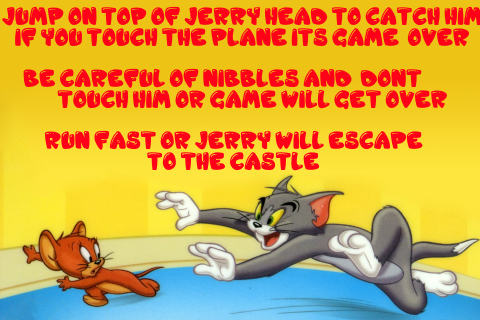 JUMP ON TOP OF JERRY HEAD TO CATCH HIM
IF YOU TOUCH THE PLANE ITS GAME OVER
BE CAREFUL OF NIBBLES AND DONT
TOUCH HIM OR GAME WILL GET OVER
RUN FAST OR JERRY WILL ESCAPE
TO THE CASTLE